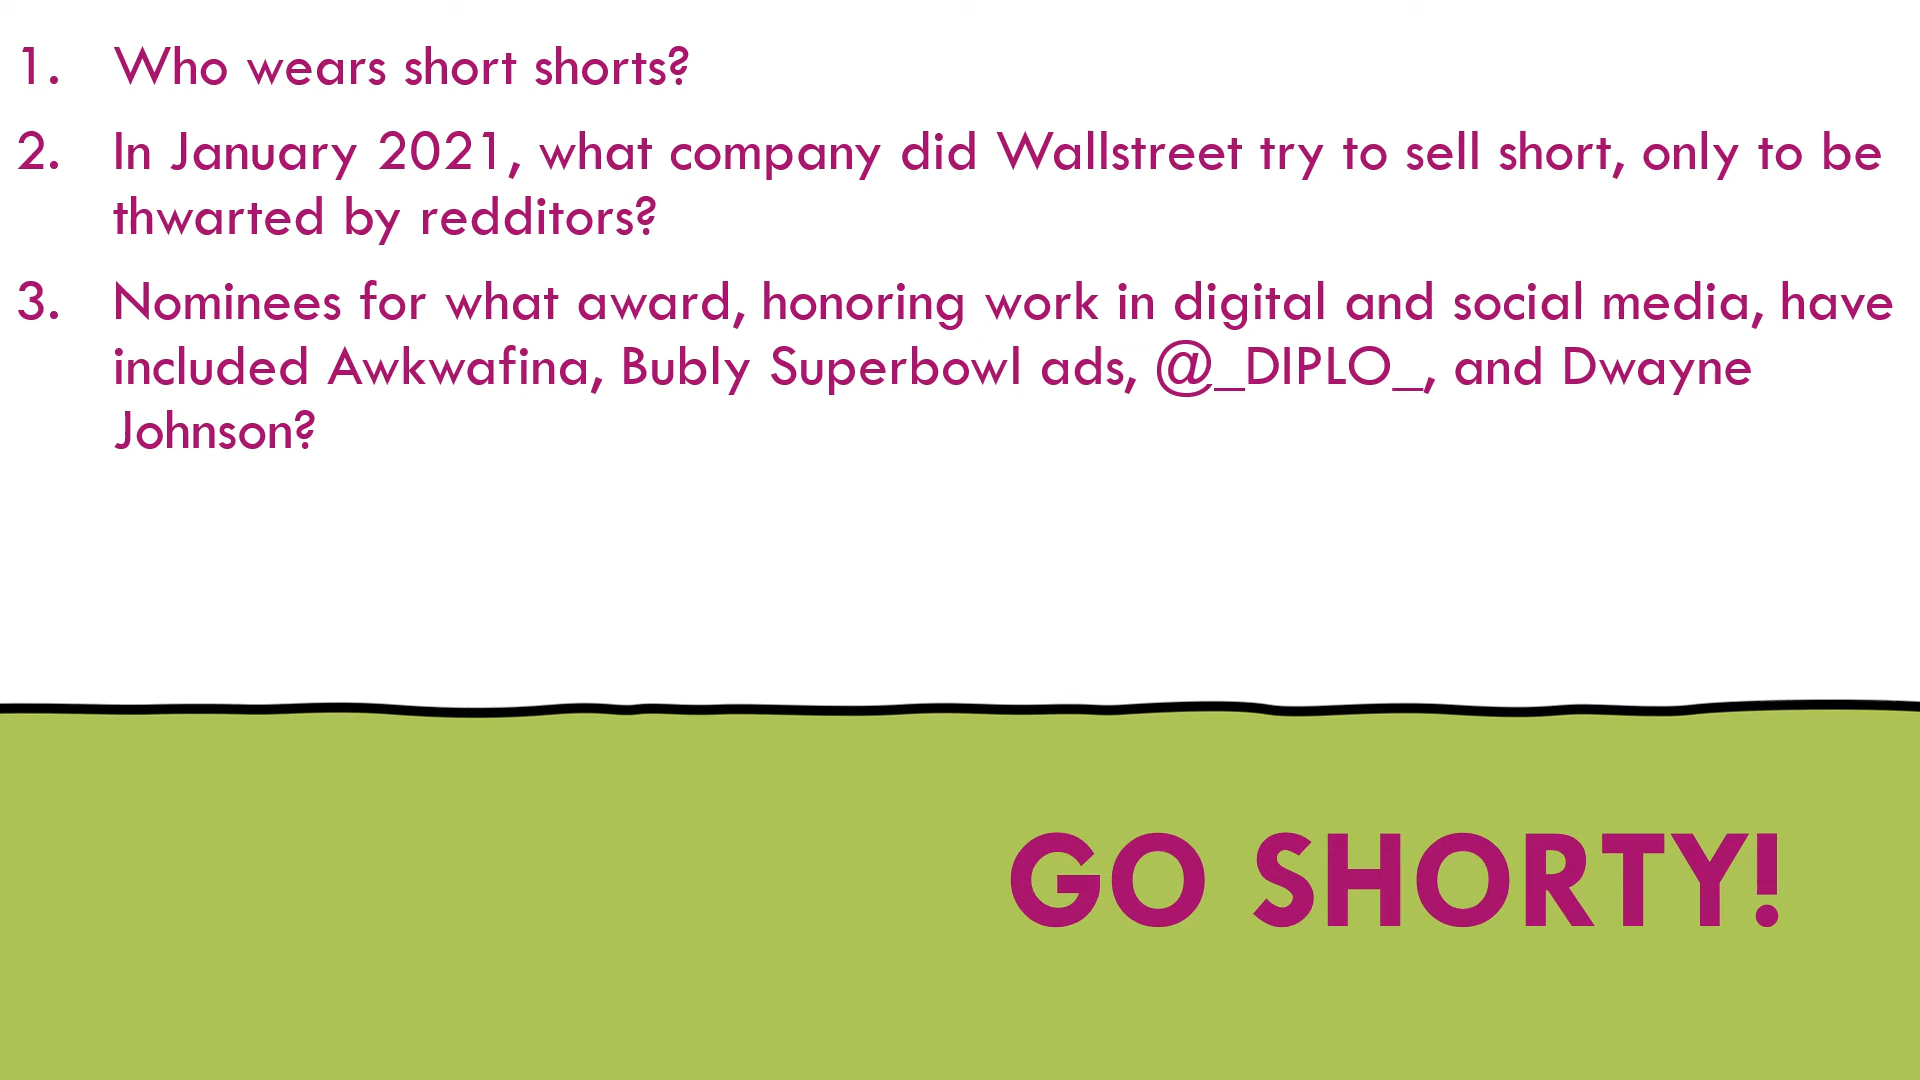 1. Who wears short shorts?
2. In January 2021, what company did Wallstreet try to sell short, only to be
thwarted by redditors?
3. Nominees for what award, honoring work in digital and social media, have
included Awkwafina, Bubly Superbowl ads, @_DIPLO_, and Dwayne
Johnson?
GO SHORTY!